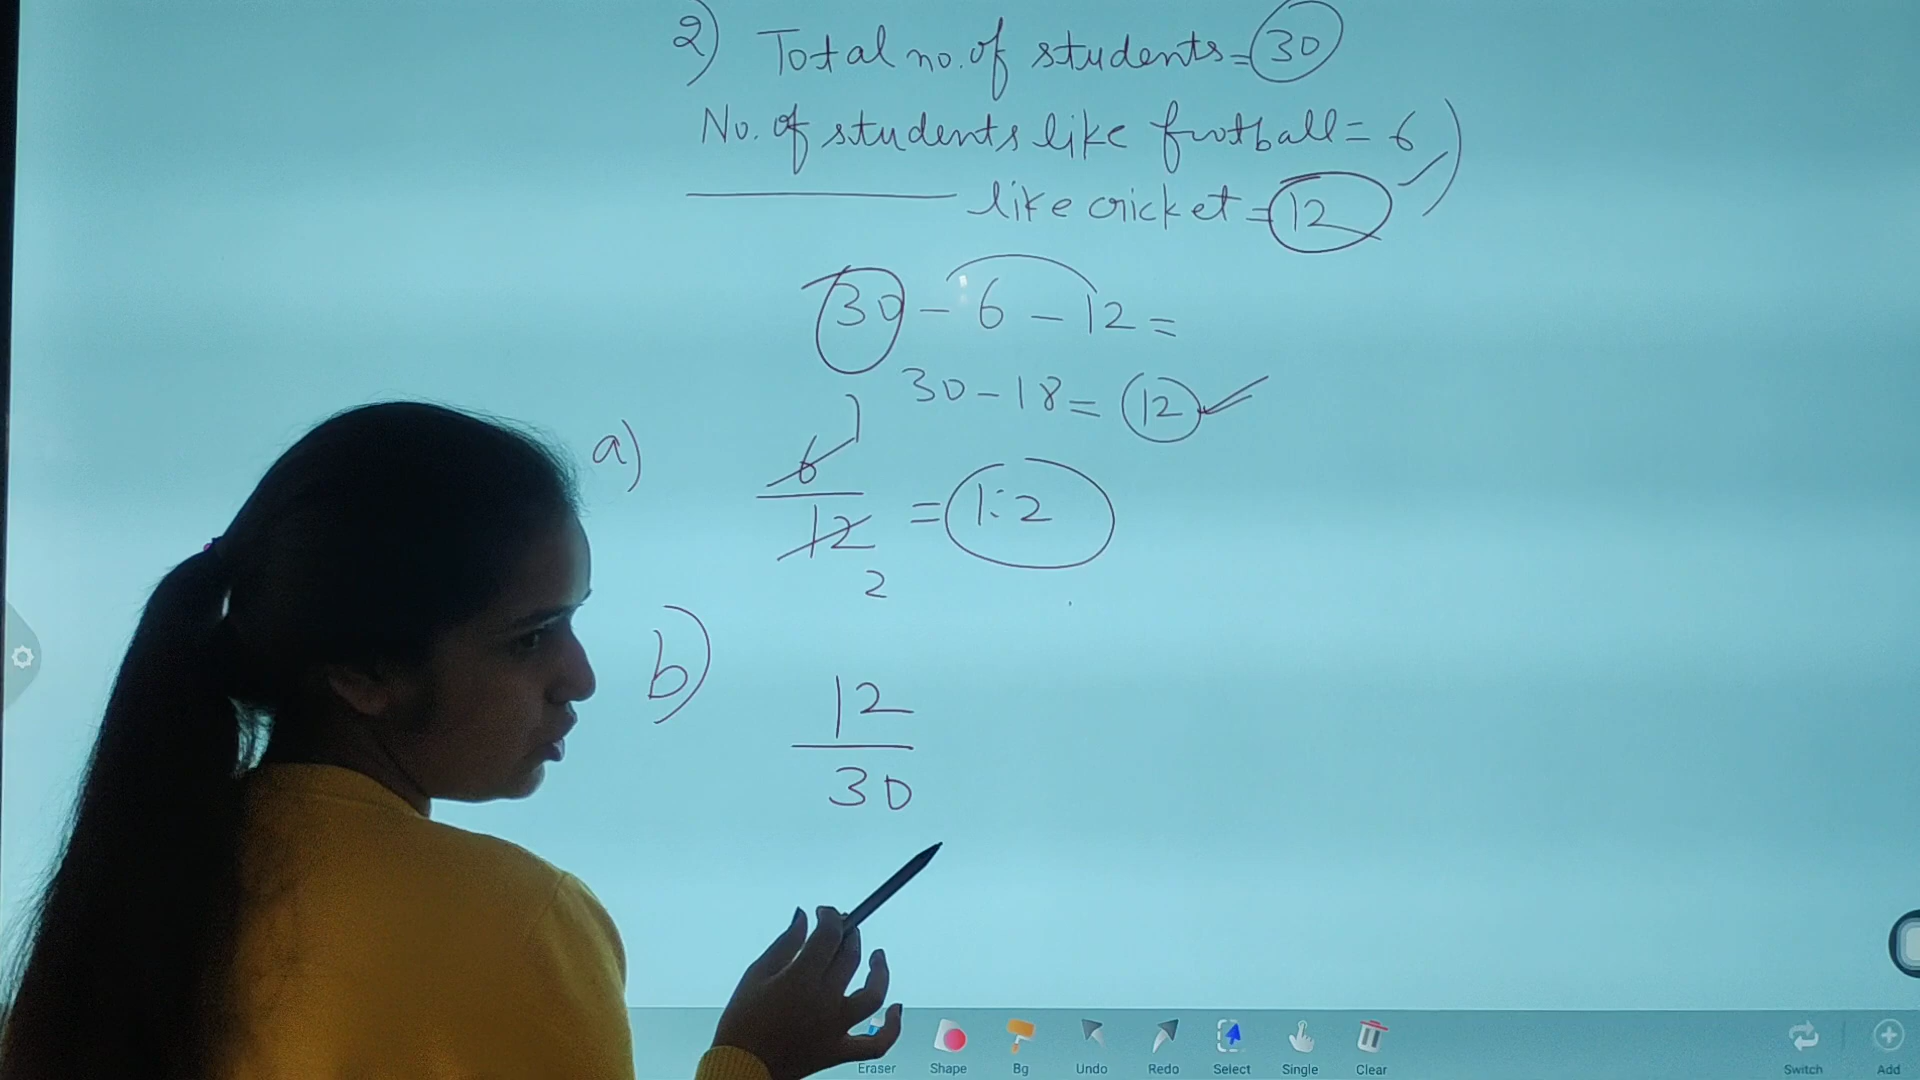 2) Total no. of students = 30
No. of students like football = 6
like cricket = 12
30 - 6 - 12 =
30 - 18 = 12
a) 6 1
12 = 1:2
2
b) 12
30
Eraser Shape Bg Undo Redo Select Single Clear Switch Add